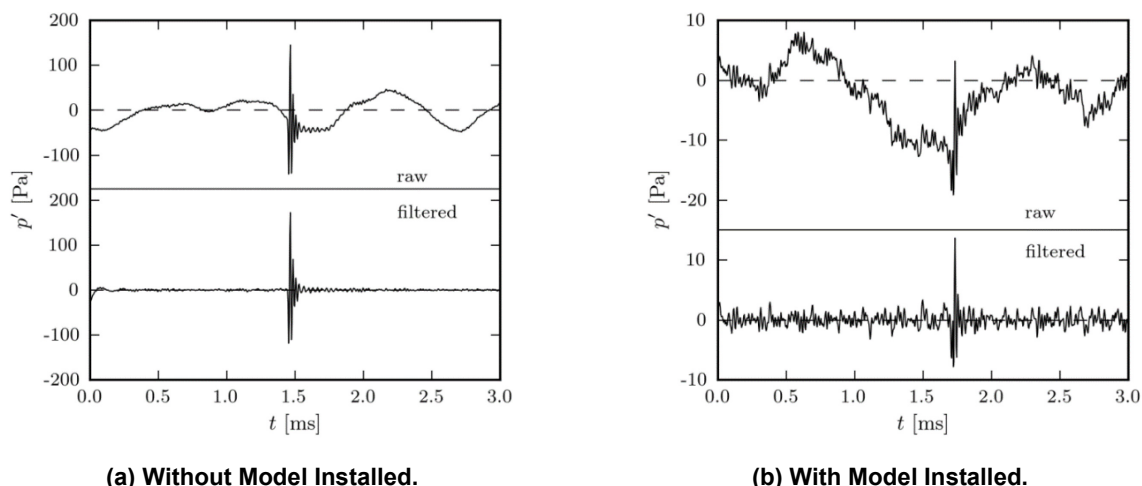 200
100
0
-100
raw
200
filtered
100
0
-100
-200
p′ [Pa]
0.0 0.5 1.0 1.5 2.0 2.5 3.0
t [ms]
(a) Without Model Installed.
10
0
-10
-20
raw
filtered
10
0
-10
p′ [Pa]
0.0 0.5 1.0 1.5 2.0 2.5 3.0
t [ms]
(b) With Model Installed.